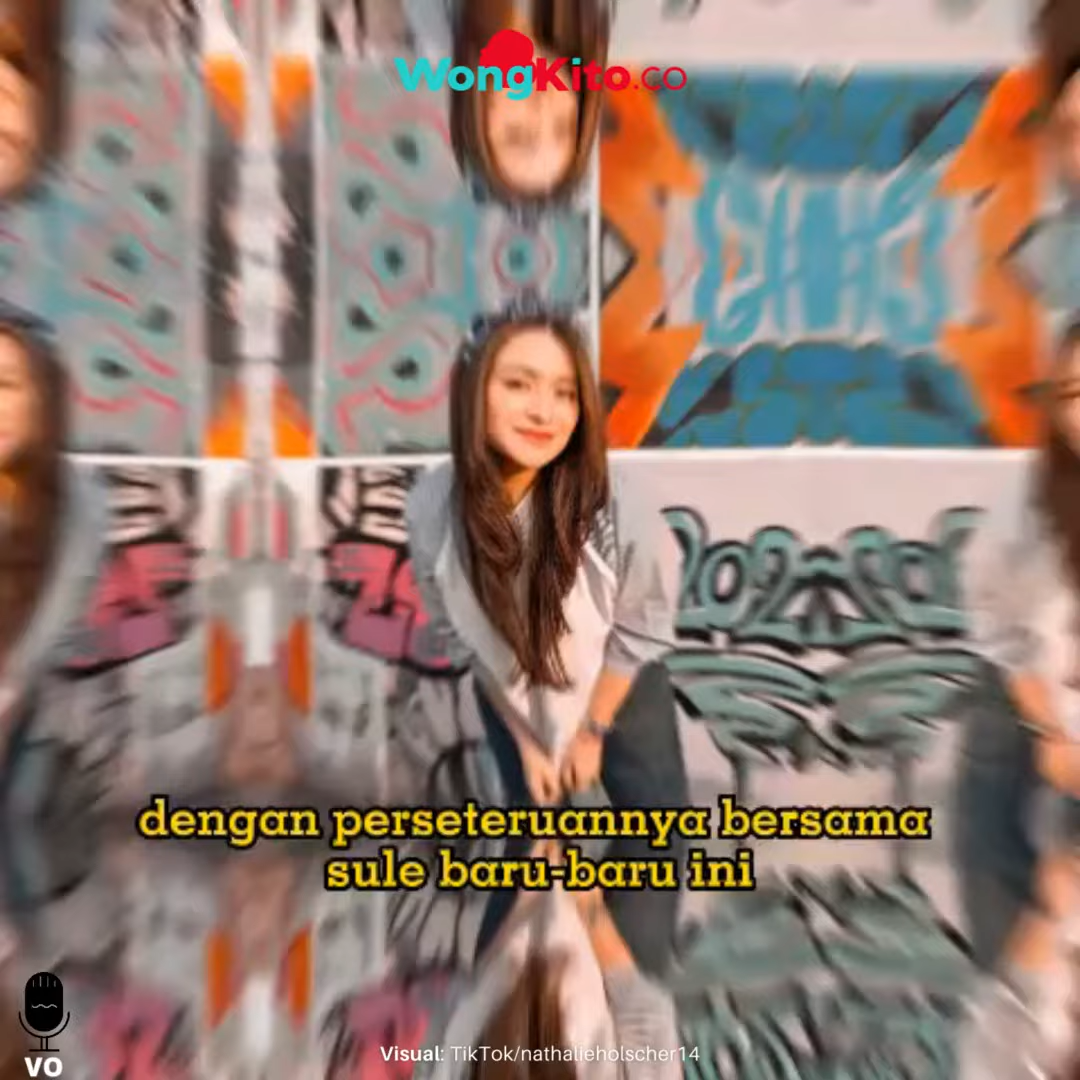 WongKito.co
dengan perseteruannya bersama
sule baru-baru ini
Visual: TikTok/nathalieholscher14
VO